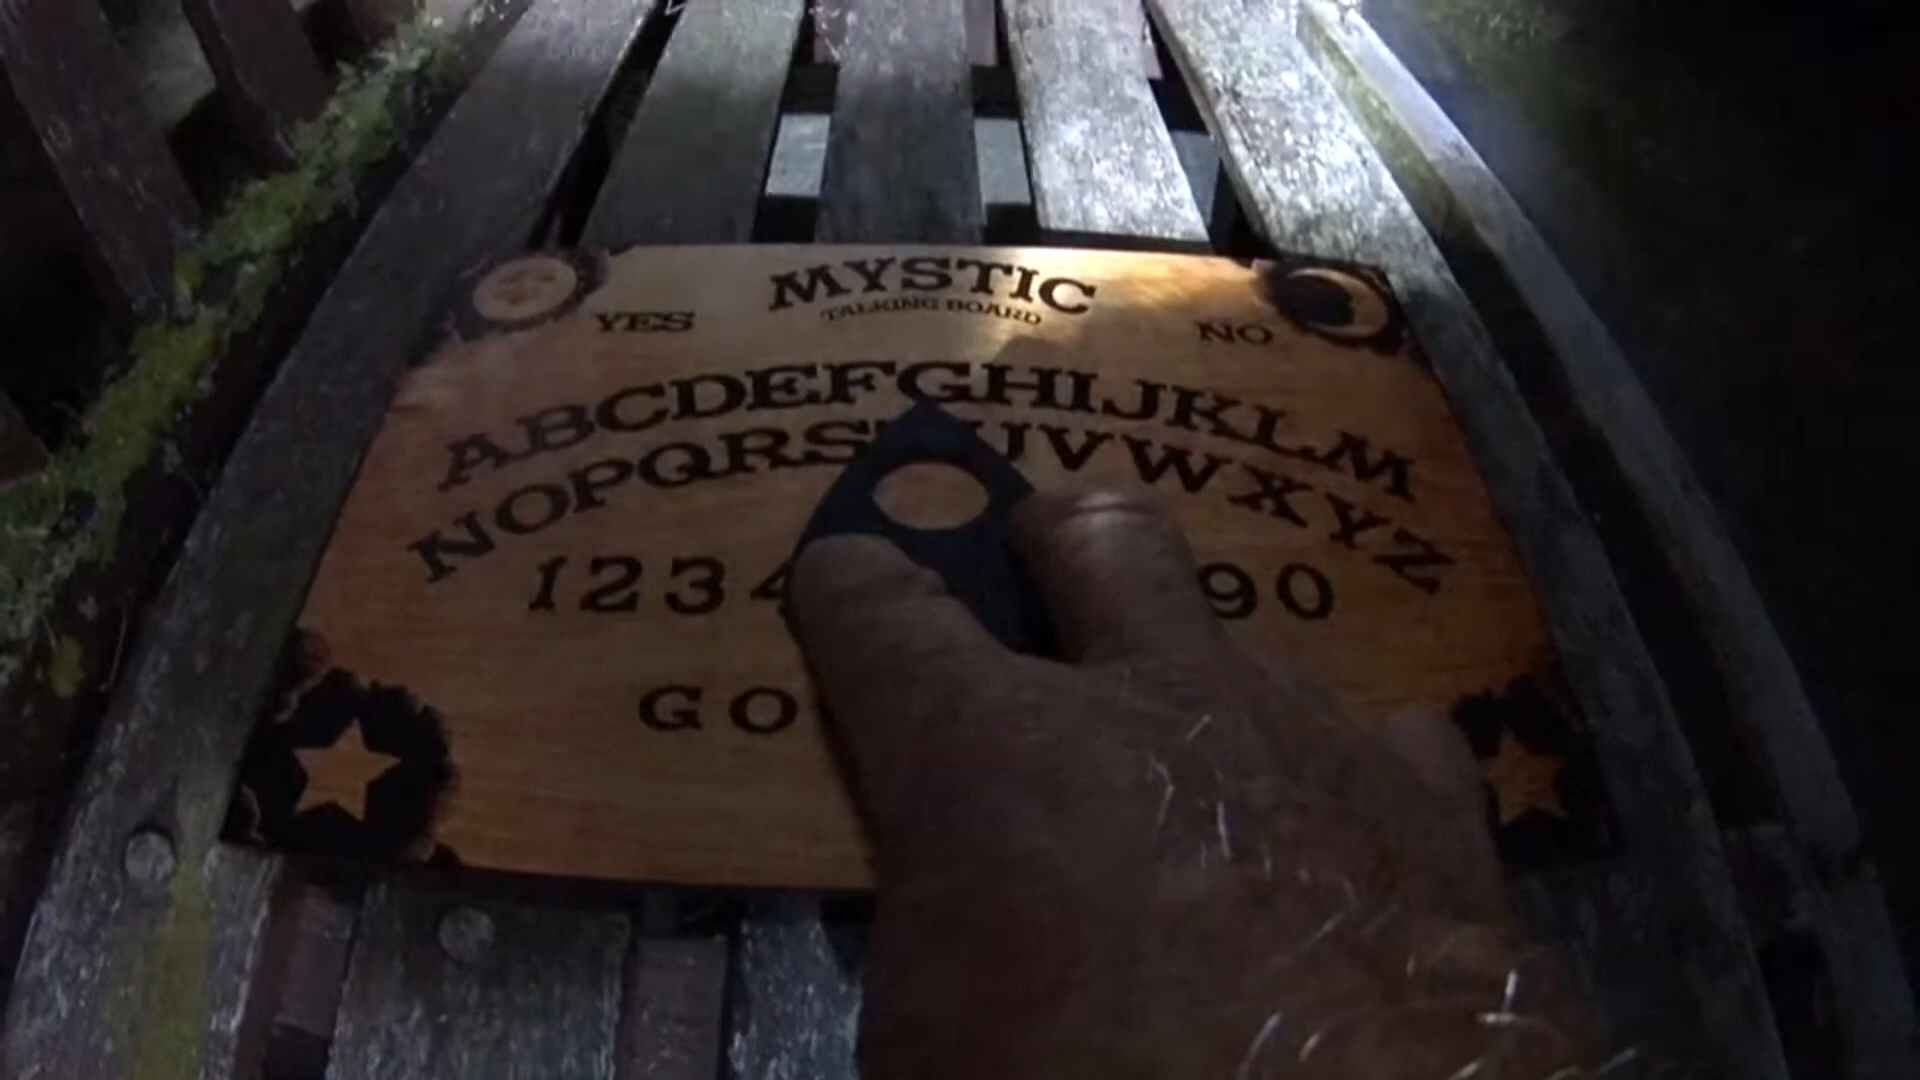 MYSTIC
TALKING BOARD
YES NO
ABCDEFGHIJKLM
NOPQRS UVWXYZ
1234 90
GO